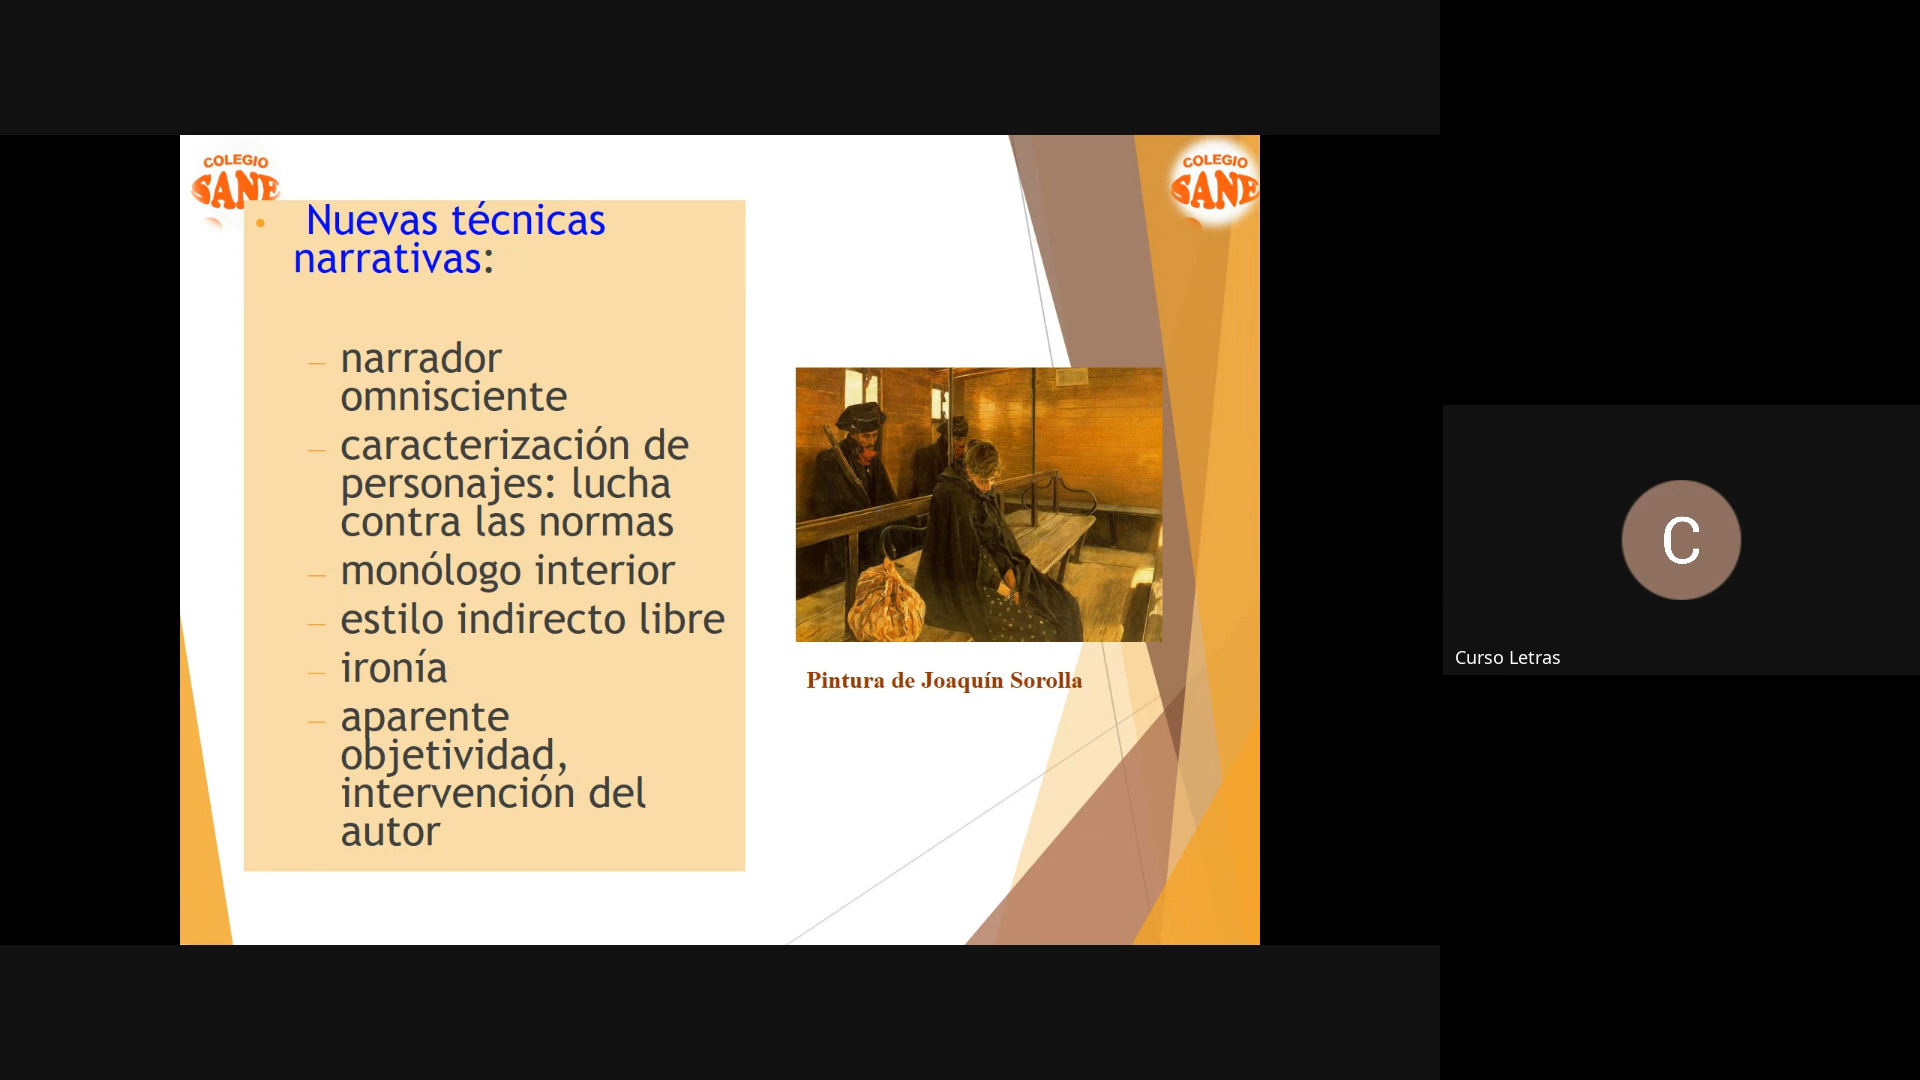 COLEGIO
SANE
COLEGIO
SANE
• Nuevas técnicas
narrativas:
– narrador
omnisciente
– caracterización de
personajes: lucha
contra las normas
– monólogo interior
– estilo indirecto libre
– ironía
– aparente
objetividad,
intervención del
autor
Pintura de Joaquín Sorolla
C
Curso Letras